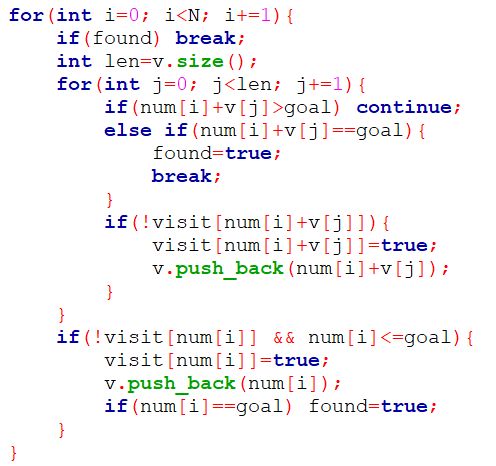 for(int i=0; i<N; i+=1){
    if(found) break;
    int len=v.size();
    for(int j=0; j<len; j+=1){
        if(num[i]+v[j]>goal) continue;
        else if(num[i]+v[j]==goal){
            found=true;
            break;
        }
        if(!visit[num[i]+v[j]]){
            visit[num[i]+v[j]]=true;
            v.push_back(num[i]+v[j]);
        }
    }
    if(!visit[num[i]] && num[i]<=goal){
        visit[num[i]]=true;
        v.push_back(num[i]);
        if(num[i]==goal) found=true;
    }
}